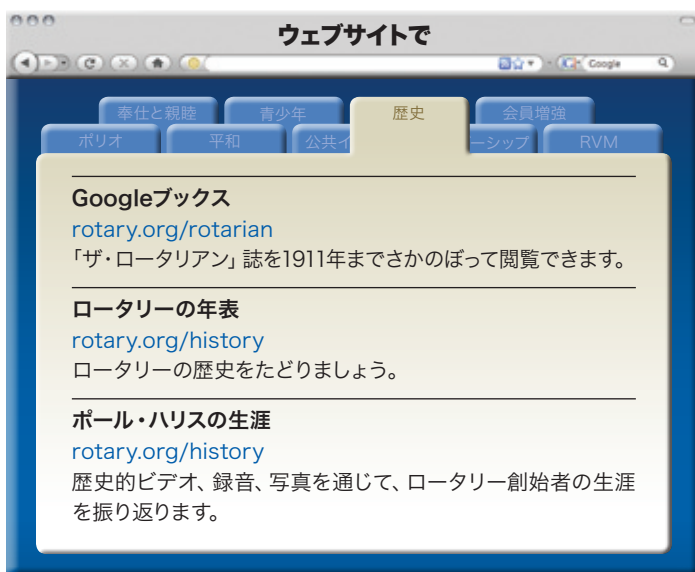 ウェブサイトで
Google
奉仕と親睦 青少年 歴史 会員増強
ポリオ 平和 公共イ ーシップ RVM
Googleブックス
rotary.org/rotarian
「ザ・ロータリアン」誌を1911年までさかのぼって閲覧できます。
ロータリーの年表
rotary.org/history
ロータリーの歴史をたどりましょう。
ポール・ハリスの生涯
rotary.org/history
歴史的ビデオ、録音、写真を通じて、ロータリー創始者の生涯
を振り返ります。